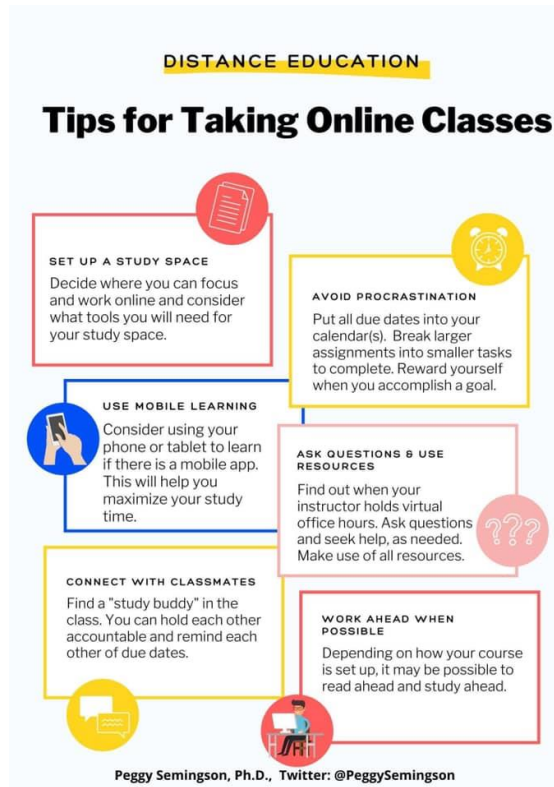 DISTANCE EDUCATION
Tips for Taking Online Classes
SET UP A STUDY SPACE
Decide where you can focus
and work online and consider
what tools you will need for
your study space.
AVOID PROCRASTINATION
Put all due dates into your
calendar(s). Break larger
assignments into smaller tasks
to complete. Reward yourself
when you accomplish a goal.
USE MOBILE LEARNING
Consider using your
phone or tablet to learn
if there is a mobile app.
This will help you
maximize your study
time.
ASK QUESTIONS & USE
RESOURCES
Find out when your
instructor holds virtual
office hours. Ask questions
and seek help, as needed.
Make use of all resources.
???
CONNECT WITH CLASSMATES
Find a "study buddy" in the
class. You can hold each other
accountable and remind each
other of due dates.
WORK AHEAD WHEN
POSSIBLE
Depending on how your course
is set up, it may be possible to
read ahead and study ahead.
Peggy Semingson, Ph.D., Twitter: @PeggySemingson